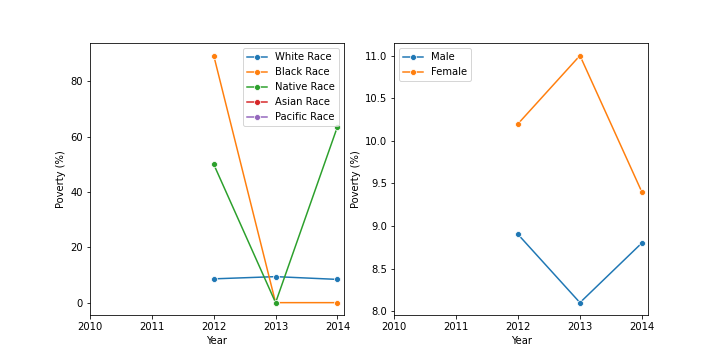 White Race
Black Race
Native Race
Asian Race
Pacific Race
80
60
40
20
0
Poverty (%)
2010 2011 2012 2013 2014
Year
Male
Female
11.0
10.5
10.0
9.5
9.0
8.5
8.0
Poverty (%)
2010 2011 2012 2013 2014
Year